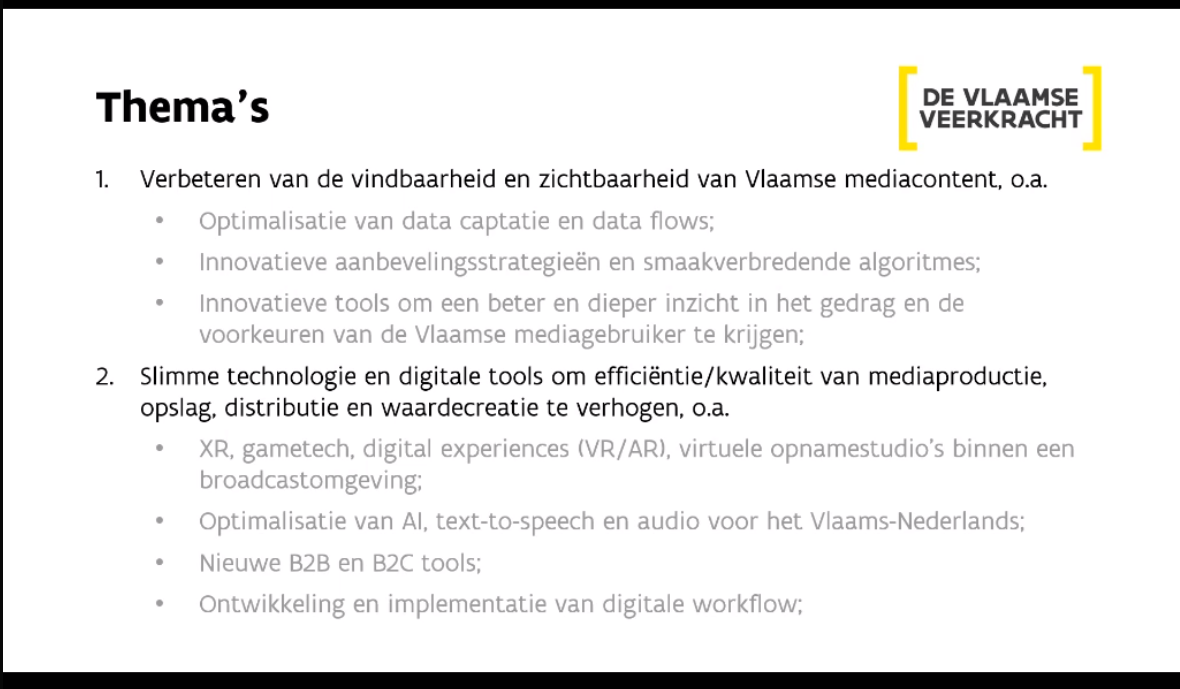 Thema's
DE VLAAMSE
VEERKRACHT
1. Verbeteren van de vindbaarheid en zichtbaarheid van Vlaamse mediacontent, o.a.
• Optimalisatie van data captatie en data flows;
• Innovatieve aanbevelingsstrategieën en smaakverbredende algoritmes;
• Innovatieve tools om een beter en dieper inzicht in het gedrag en de
voorkeuren van de Vlaamse mediagebruiker te krijgen;
2. Slimme technologie en digitale tools om efficiëntie/kwaliteit van mediaproductie,
opslag, distributie en waardecreatie te verhogen, o.a.
• XR, gametech, digital experiences (VR/AR), virtuele opnamestudio's binnen een
broadcastomgeving;
• Optimalisatie van AI, text-to-speech en audio voor het Vlaams-Nederlands;
• Nieuwe B2B en B2C tools;
• Ontwikkeling en implementatie van digitale workflow;